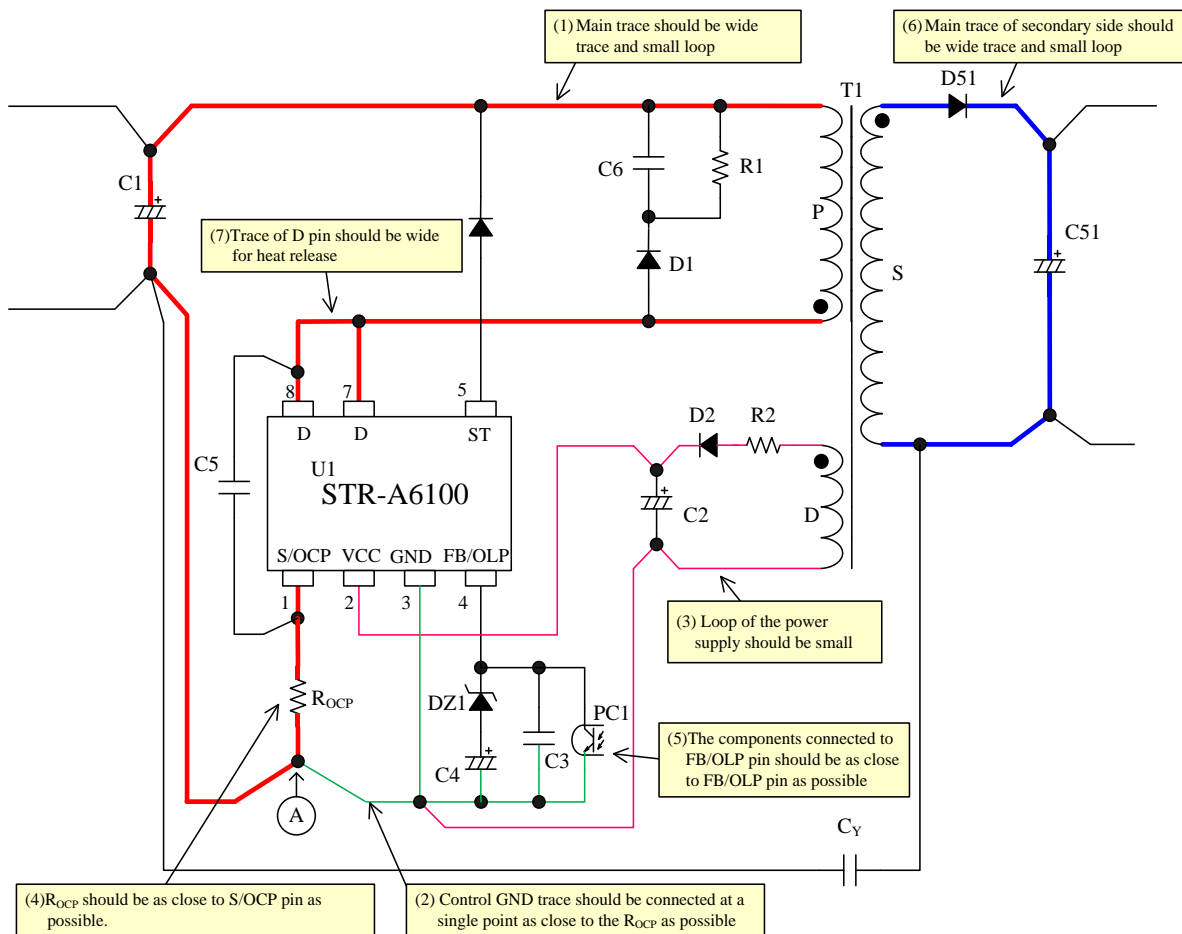 (1) Main trace should be wide
trace and small loop
(6) Main trace of secondary side should
be wide trace and small loop
T1
D51
C1
C6
R1
P
S
C51
(7)Trace of D pin should be wide
for heat release
D1
8
7
5
D
D
ST
C5
U1
STR-A6100
D2
R2
C2
D
S/OCP
VCC
GND
FB/OLP
1
2
3
4
(3) Loop of the power
supply should be small
ROCP
DZ1
PC1
C4
C3
(5)The components connected to
FB/OLP pin should be as close
to FB/OLP pin as possible
A
CY
(4)ROCP should be as close to S/OCP pin as
possible.
(2) Control GND trace should be connected at a
single point as close to the ROCP as possible